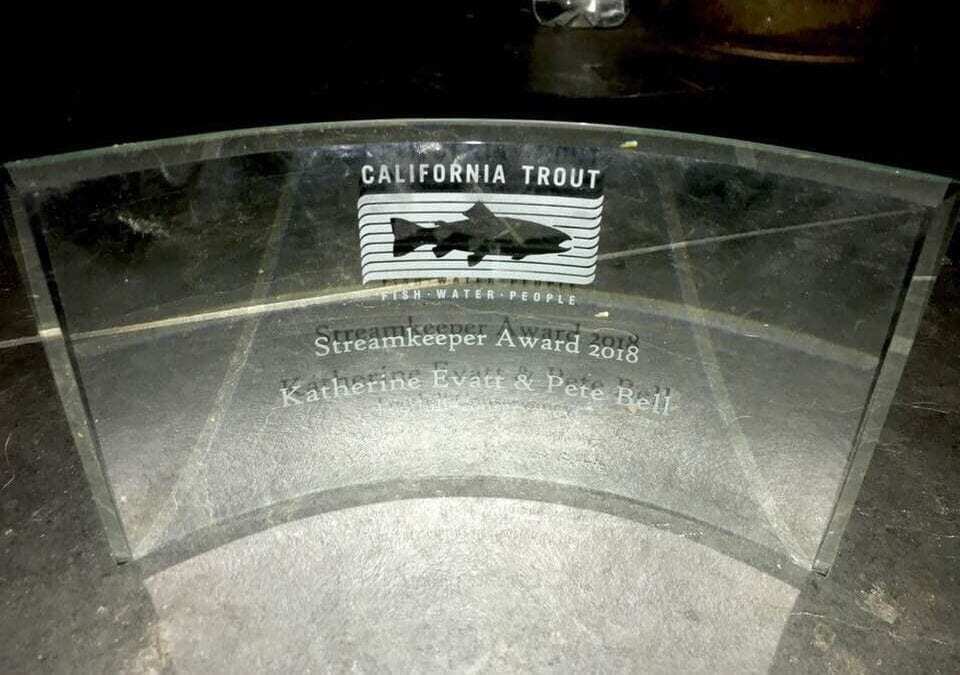 CALIFORNIA TROUT
FISH · WATER · PEOPLE
Streamkeeper Award 2018
Katherine Evatt & Pete Bell